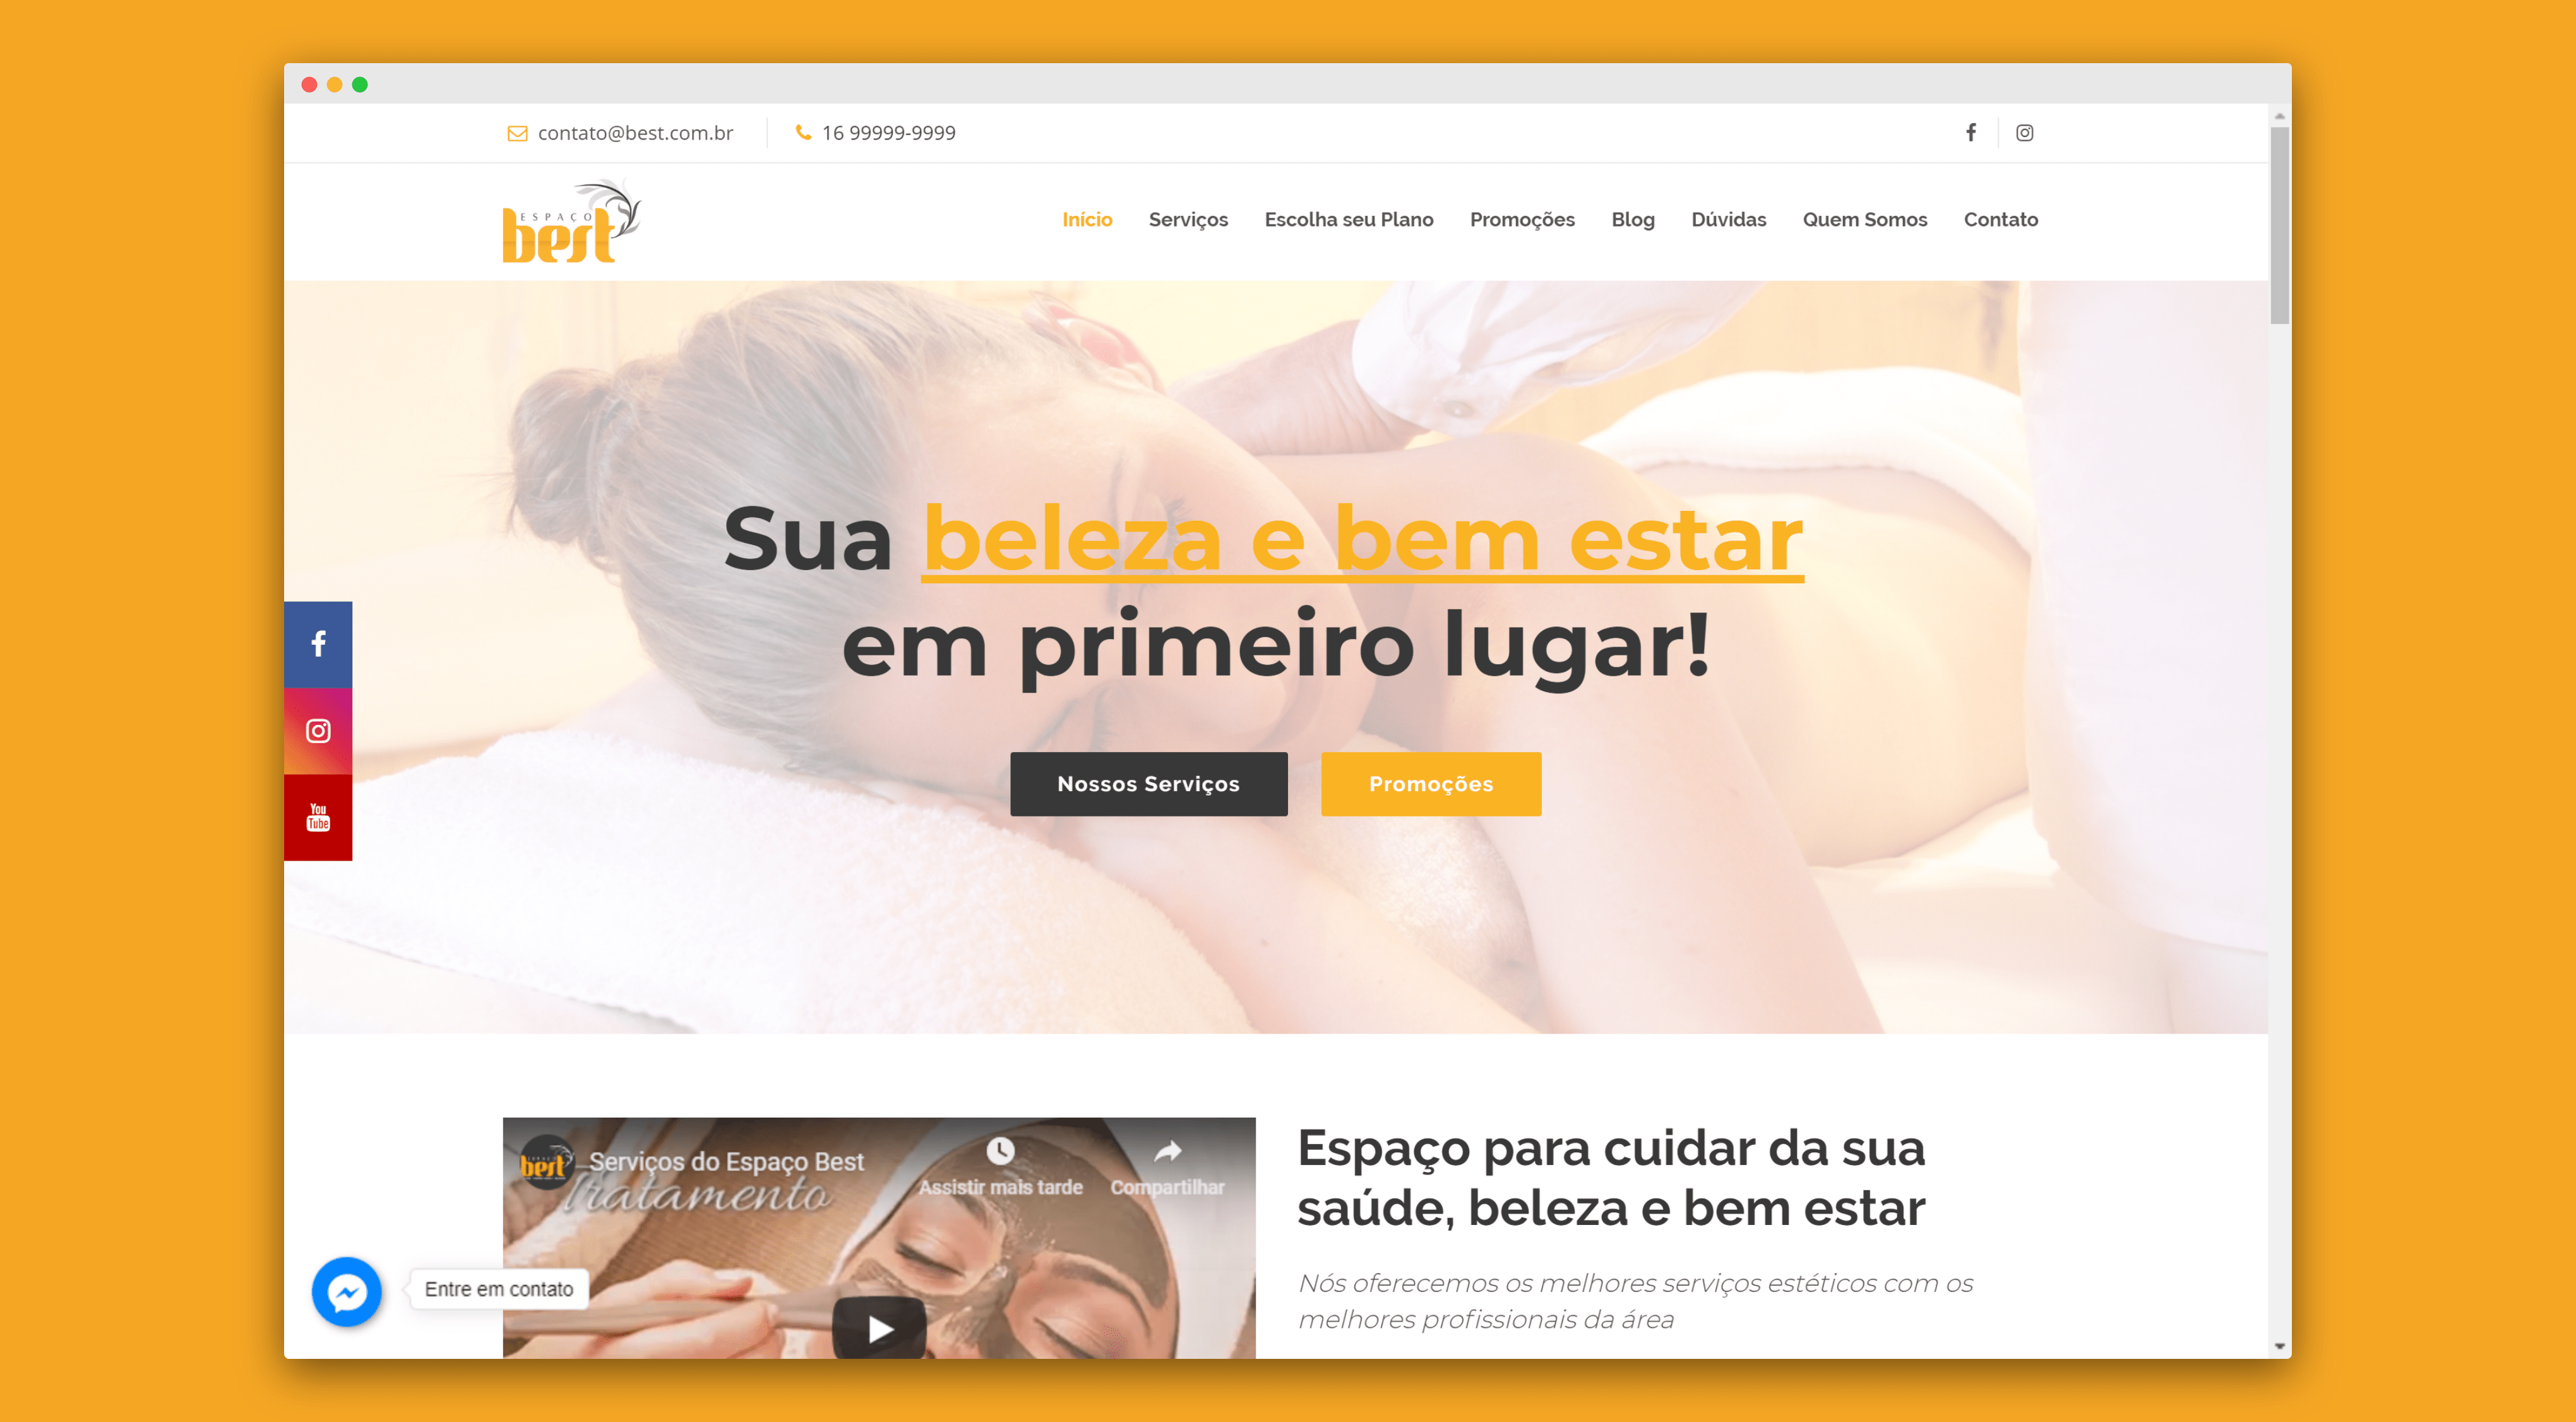 contato@best.com.br
16 99999-9999
ESPAÇO
best
Início Serviços Escolha seu Plano Promoções Blog Dúvidas Quem Somos Contato
Sua beleza e bem estar
em primeiro lugar!
Nossos Serviços
Promoções
You
Tube
best
Serviços do Espaço Best
Tratamento
Assistir mais tarde
Compartilhar
Espaço para cuidar da sua
saúde, beleza e bem estar
Nós oferecemos os melhores serviços estéticos com os
melhores profissionais da área
Entre em contato